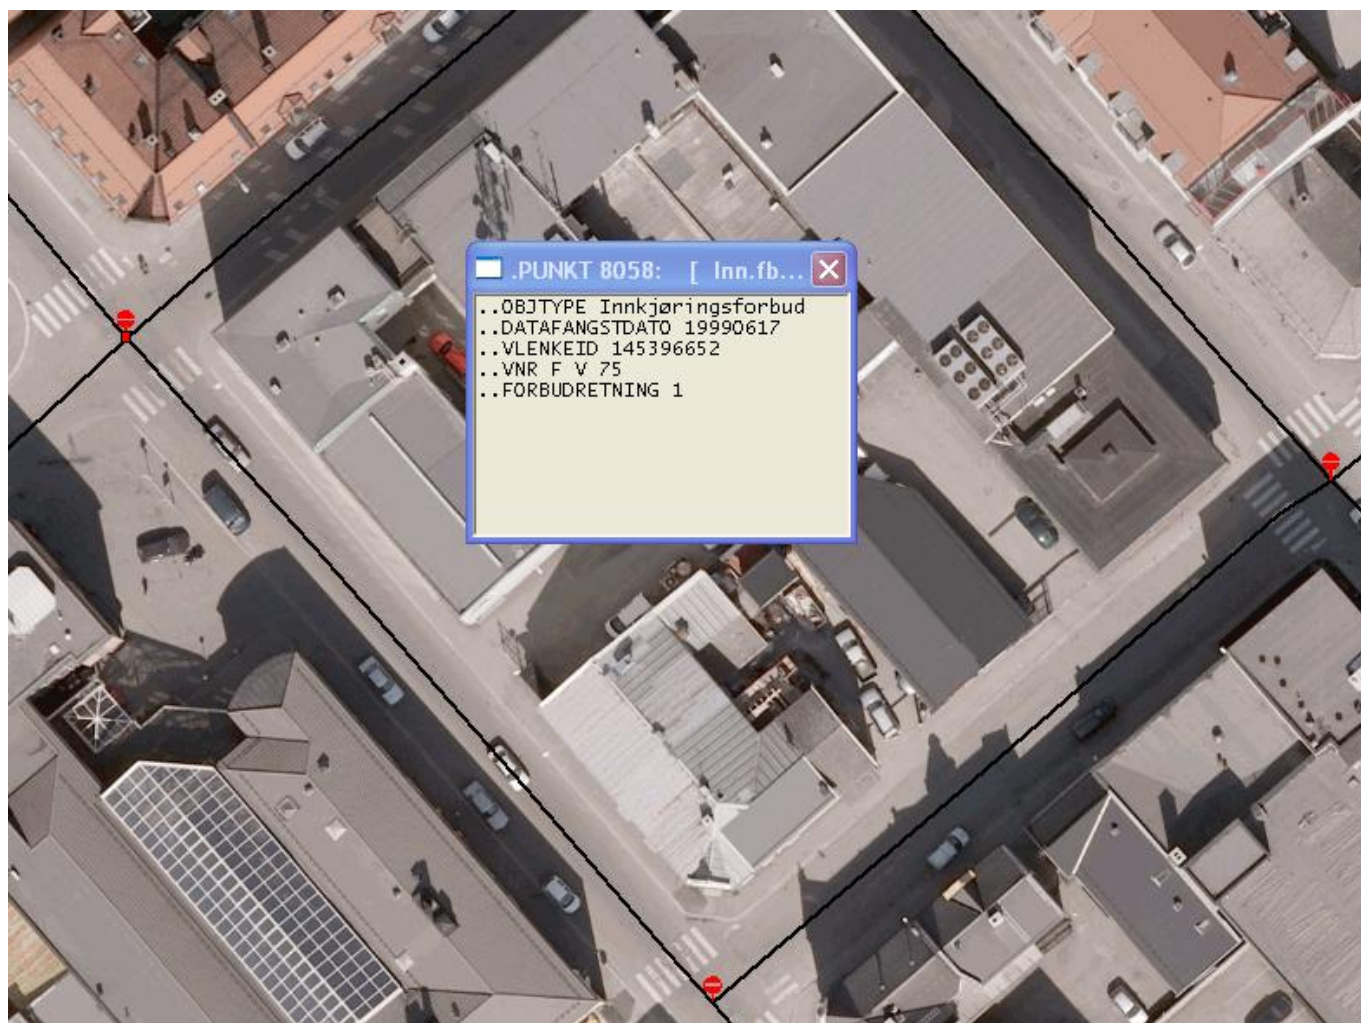 .PUNKT 8058: [ Inn.fb...
..OBJTYPE Innkjøringsforbud
..DATAFANGSTDATO 19990617
..VLENKEID 145396652
..VNR F V 75
..FORBUDRETNING 1